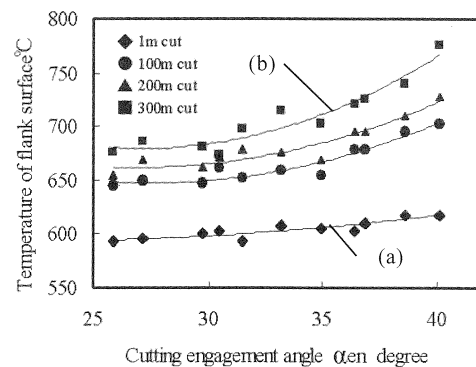 Temperature of flank surface℃
800
750
700
650
600
550
1m cut
100m cut
200m cut
300m cut
(b)
(a)
25
30
35
40
Cutting engagement angle αen degree